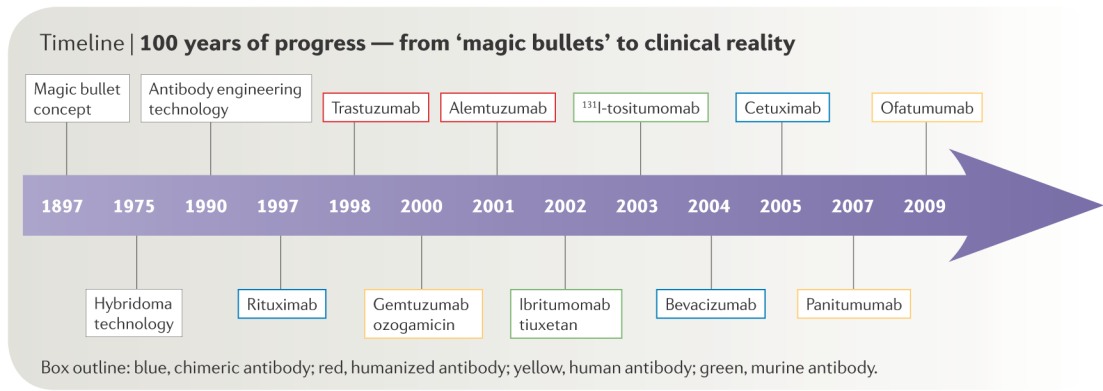 Timeline | 100 years of progress — from ‘magic bullets’ to clinical reality
Magic bullet
concept
Antibody engineering
technology
Trastuzumab
Alemtuzumab
¹³¹I-tositumomab
Cetuximab
Ofatumumab
1897 1975 1990 1997 1998 2000 2001 2002 2003 2004 2005 2007 2009
Hybridoma
technology
Rituximab
Gemtuzumab
ozogamicin
Ibritumomab
tiuxetan
Bevacizumab
Panitumumab
Box outline: blue, chimeric antibody; red, humanized antibody; yellow, human antibody; green, murine antibody.